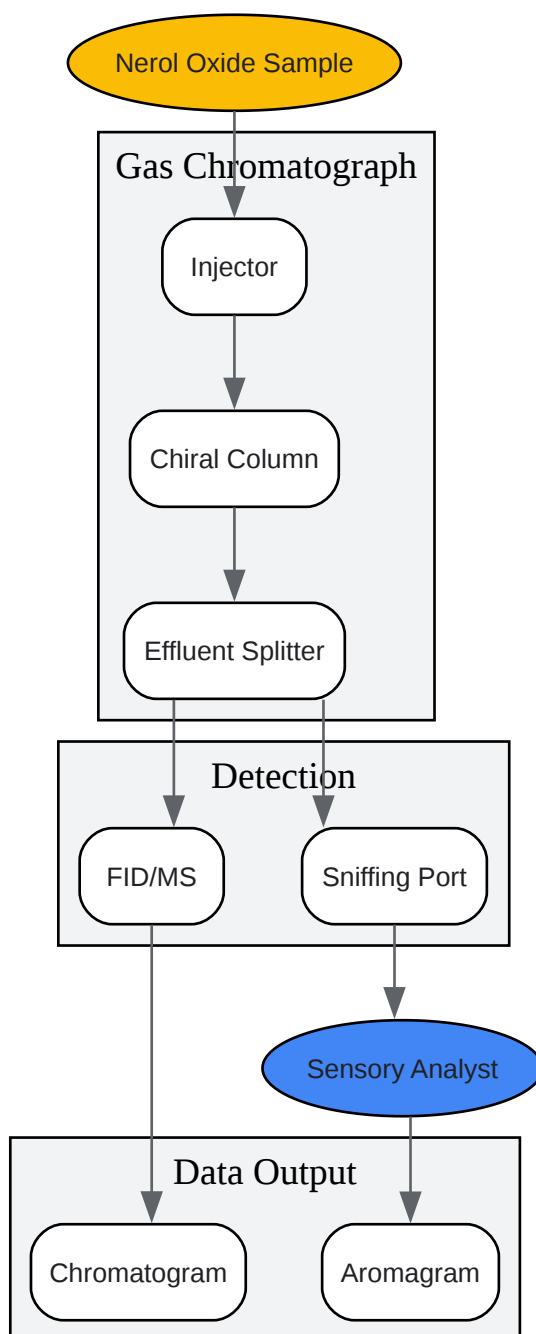 Nerol Oxide Sample
Gas Chromatograph
Injector
Chiral Column
Effluent Splitter
Detection
FID/MS
Sniffing Port
Sensory Analyst
Data Output
Chromatogram
Aromagram